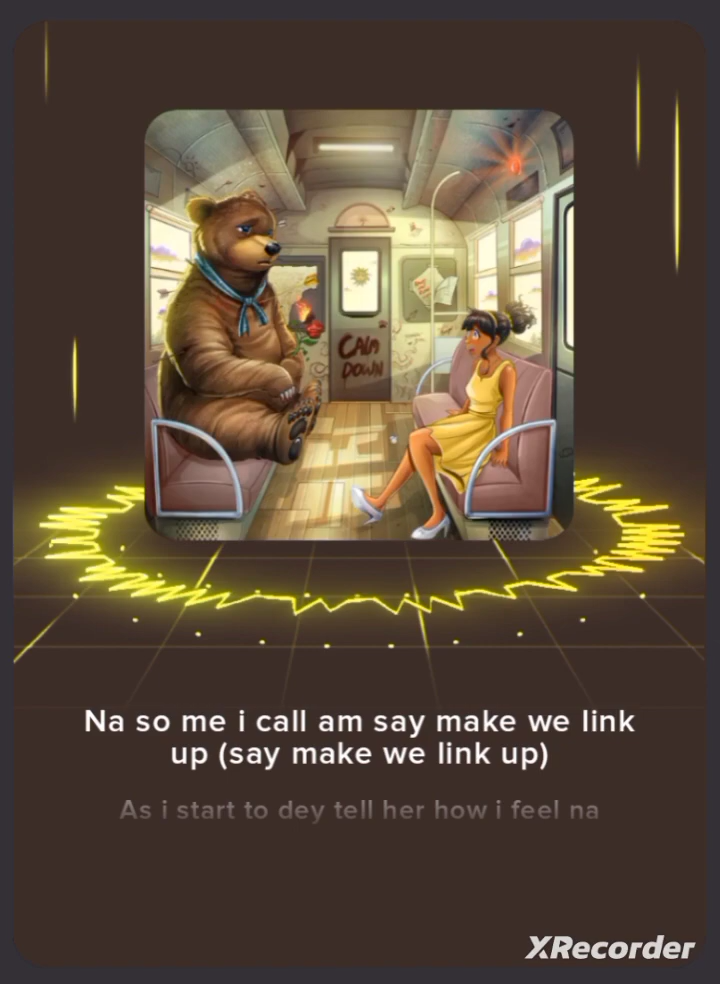 CALM
DOWN
Na so me i call am say make we link
up (say make we link up)
As i start to dey tell her how i feel na
XRecorder